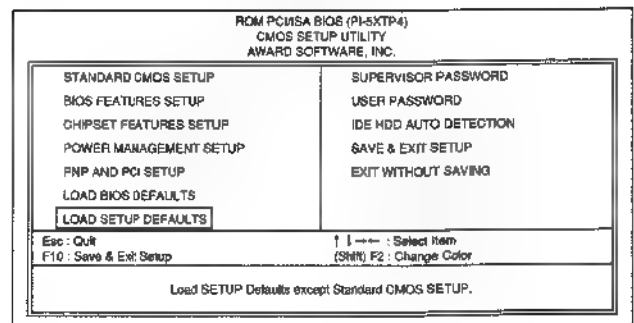 ROM PCI/ISA BIOS (PI-5XTP4)
CMOS SETUP UTILITY
AWARD SOFTWARE, INC.
STANDARD CMOS SETUP
BIOS FEATURES SETUP
CHIPSET FEATURES SETUP
POWER MANAGEMENT SETUP
PNP AND PCI SETUP
LOAD BIOS DEFAULTS
LOAD SETUP DEFAULTS
SUPERVISOR PASSWORD
USER PASSWORD
IDE HDD AUTO DETECTION
SAVE & EXIT SETUP
EXIT WITHOUT SAVING
Esc : Quit
F10 : Save & Exit Setup
↑ ↓ → ← : Select Item
(Shift) F2 : Change Color
Load SETUP Defaults except Standard CMOS SETUP.